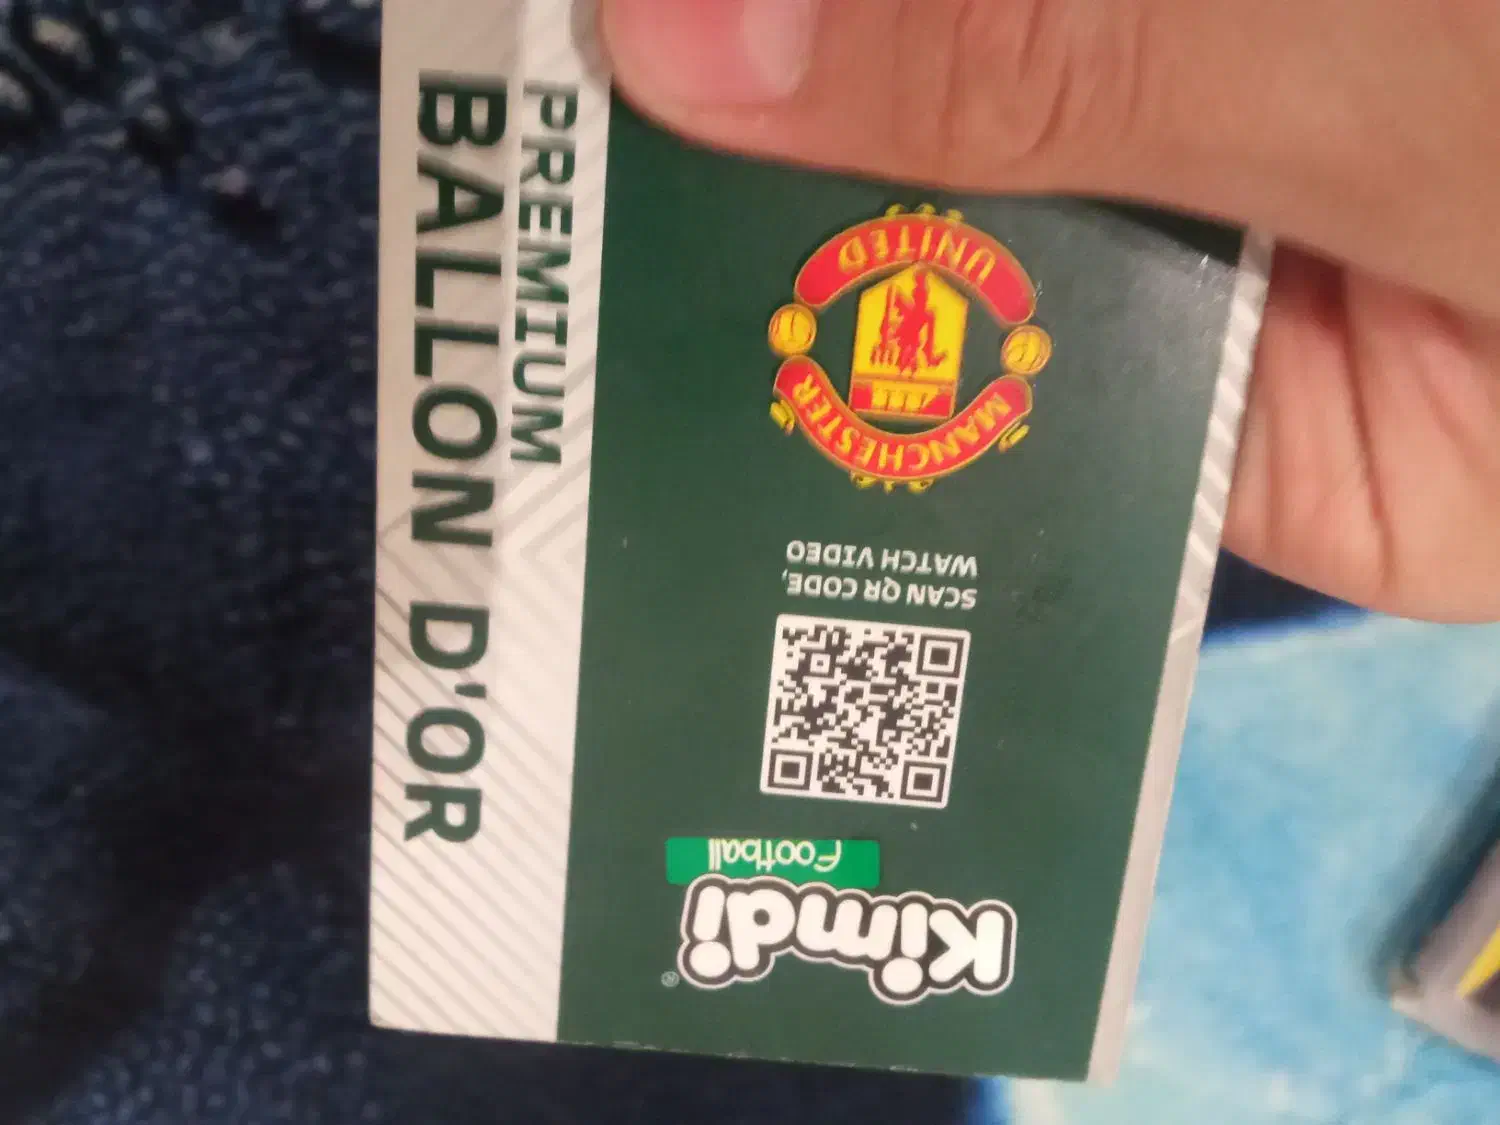 Kimdi®
Football
SCAN QR CODE,
WATCH VIDEO
MANCHESTER
UNITED
PREMIUM
BALLON D'OR